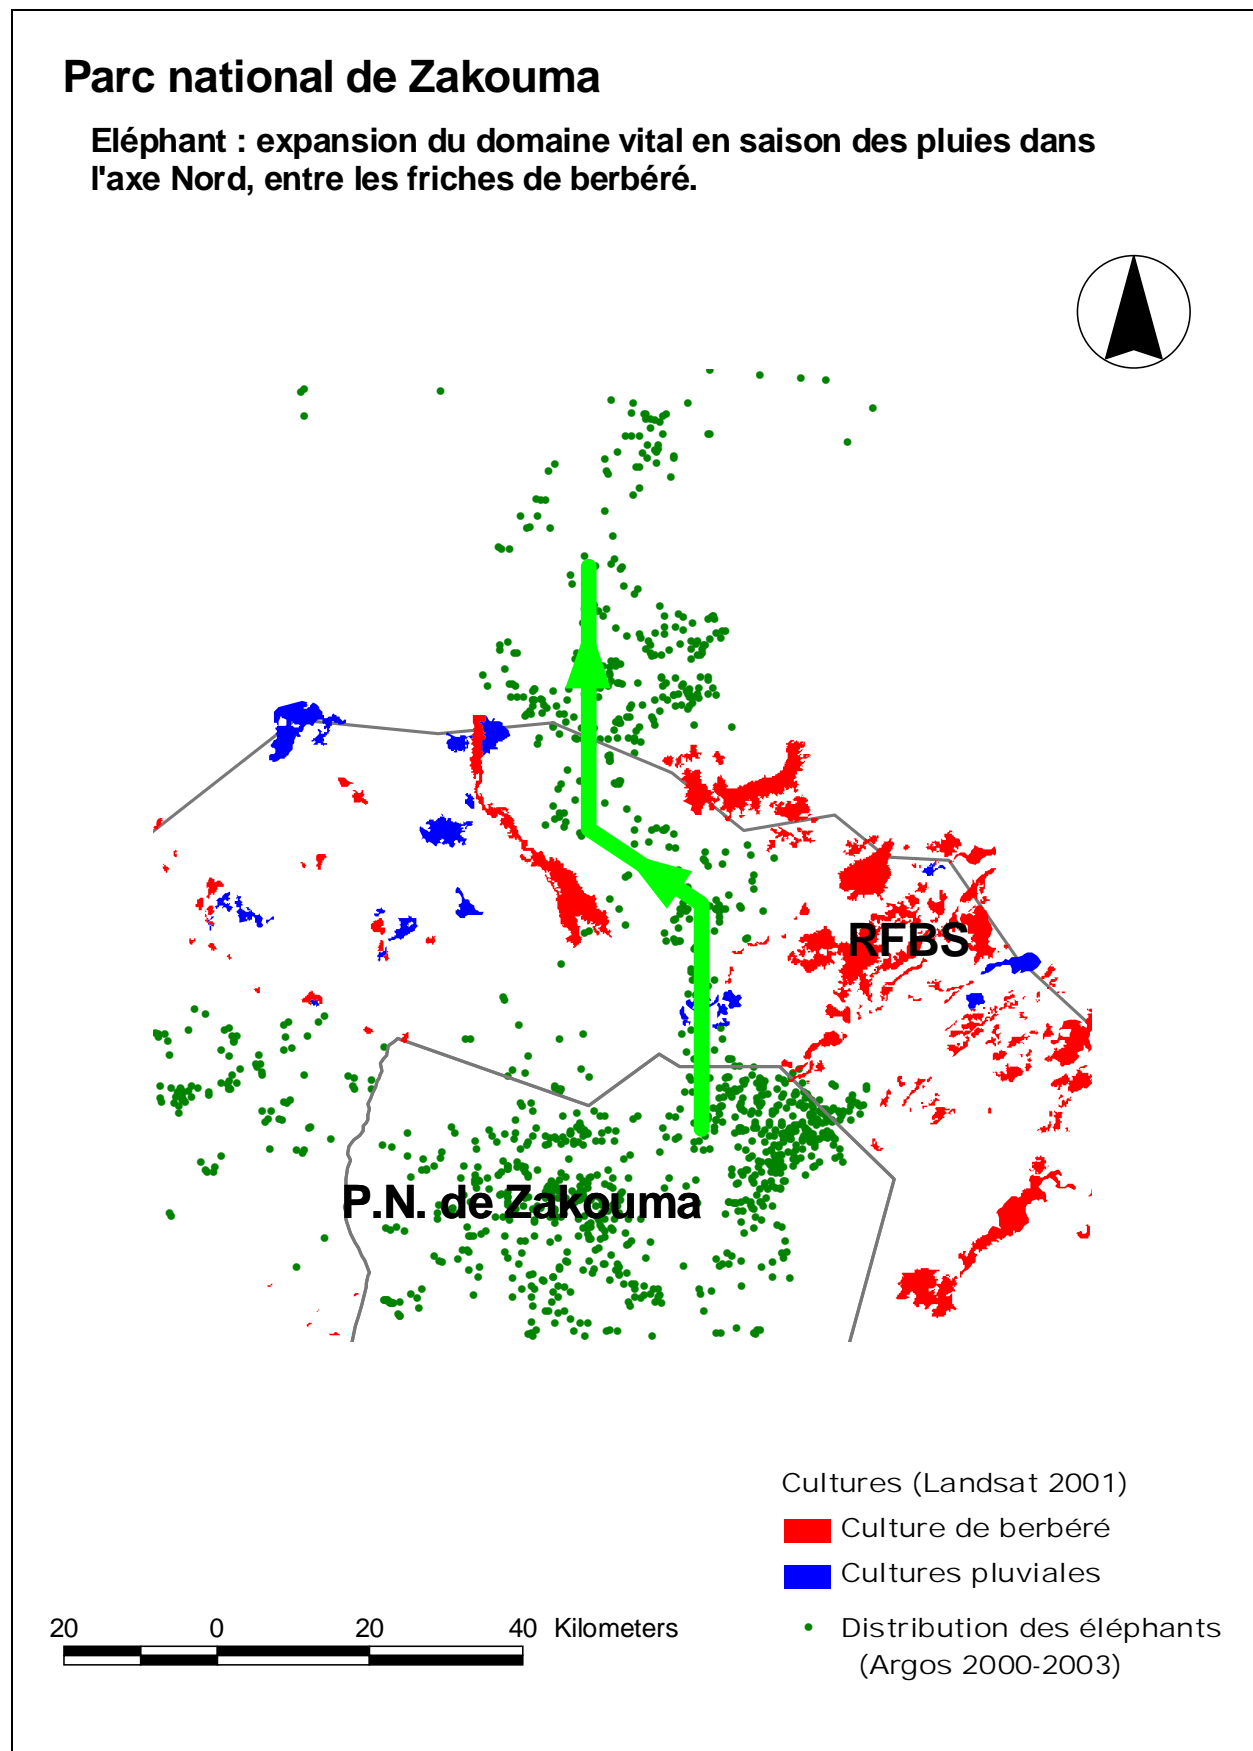 Parc national de Zakouma
Eléphant : expansion du domaine vital en saison des pluies dans
l'axe Nord, entre les friches de berbéré.
RFBS
P.N. de Zakouma
Cultures (Landsat 2001)
Culture de berbéré
Cultures pluviales
Distribution des éléphants
(Argos 2000-2003)
20 0 20 40 Kilometers